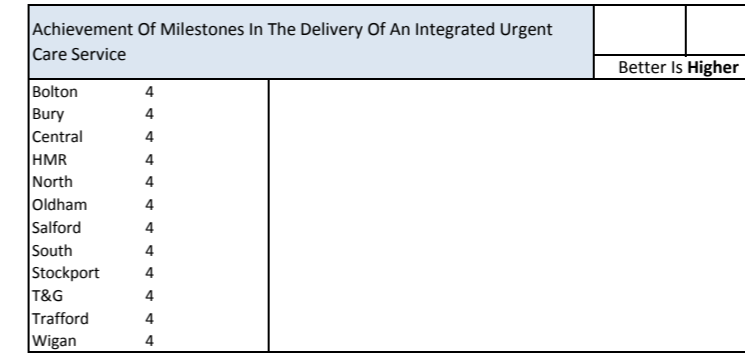 Achievement Of Milestones In The Delivery Of An Integrated Urgent
Care Service
Better Is Higher
Bolton 4
Bury 4
Central 4
HMR 4
North 4
Oldham 4
Salford 4
South 4
Stockport 4
T&G 4
Trafford 4
Wigan 4